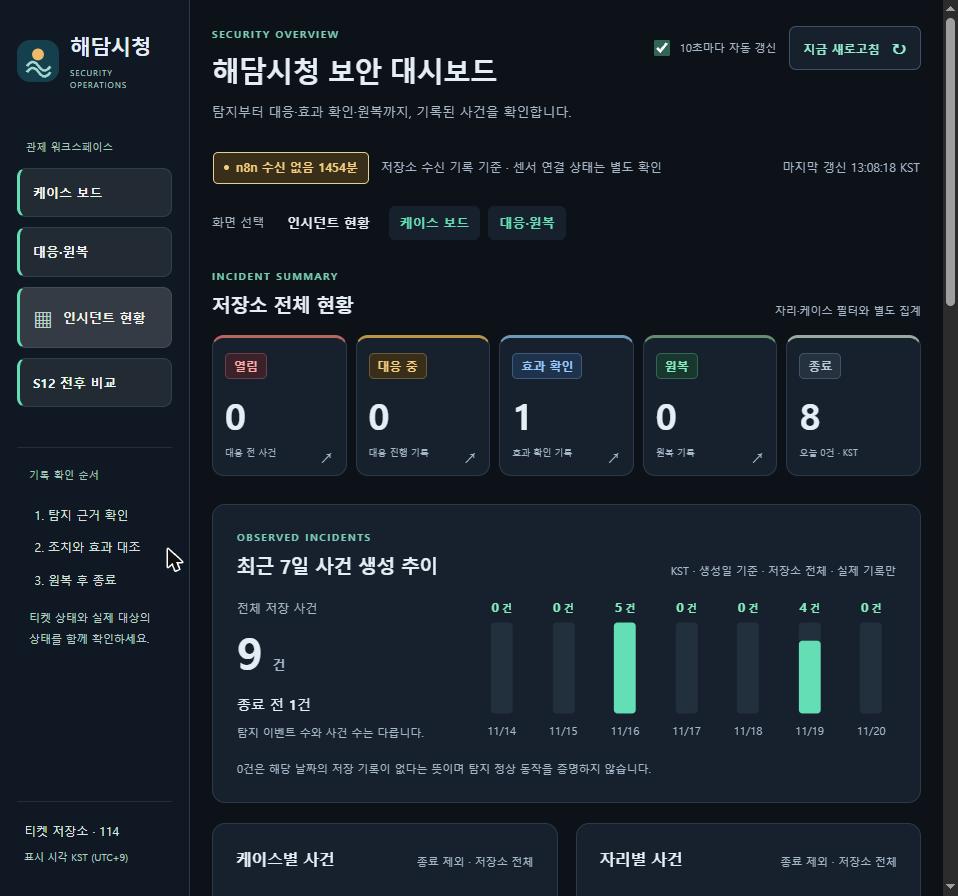 해담시청
SECURITY
OPERATIONS
관제 워크스페이스
케이스 보드
대응·원복
인시던트 현황
S12 전후 비교
기록 확인 순서
1. 탐지 근거 확인
2. 조치와 효과 대조
3. 원복 후 종료
티켓 상태와 실제 대상의
상태를 함께 확인하세요.
티켓 저장소 · 114
표시 시각 KST (UTC+9)
SECURITY OVERVIEW
해담시청 보안 대시보드
탐지부터 대응·효과 확인·원복까지, 기록된 사건을 확인합니다.
10초마다 자동 갱신
지금 새로고침 ↻
• n8n 수신 없음 1454분
저장소 수신 기록 기준 · 센서 연결 상태는 별도 확인
마지막 갱신 13:08:18 KST
화면 선택 인시던트 현황 케이스 보드 대응·원복
INCIDENT SUMMARY
저장소 전체 현황
자리·케이스 필터와 별도 집계
열림
0
대응 전 사건 ↗
대응 중
0
대응 진행 기록 ↗
효과 확인
1
효과 확인 기록 ↗
원복
0
원복 기록 ↗
종료
8
오늘 0건 · KST
OBSERVED INCIDENTS
최근 7일 사건 생성 추이
KST · 생성일 기준 · 저장소 전체 · 실제 기록만
전체 저장 사건
9 건
종료 전 1건
탐지 이벤트 수와 사건 수는 다릅니다.
0 건 0 건 5 건 0 건 0 건 4 건 0 건
11/14 11/15 11/16 11/17 11/18 11/19 11/20
0건은 해당 날짜의 저장 기록이 없다는 뜻이며 탐지 정상 동작을 증명하지 않습니다.
케이스별 사건
종료 제외 · 저장소 전체
자리별 사건
종료 제외 · 저장소 전체